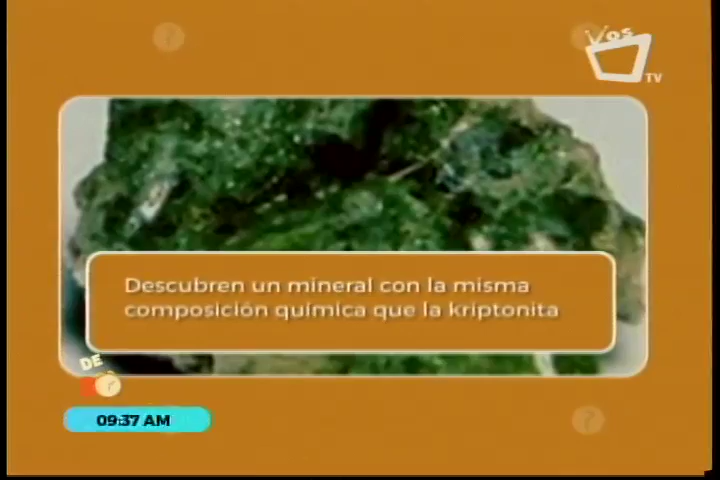 VOS
TV
Descubren un mineral con la misma
composición química que la kriptonita
DE
09:37 AM